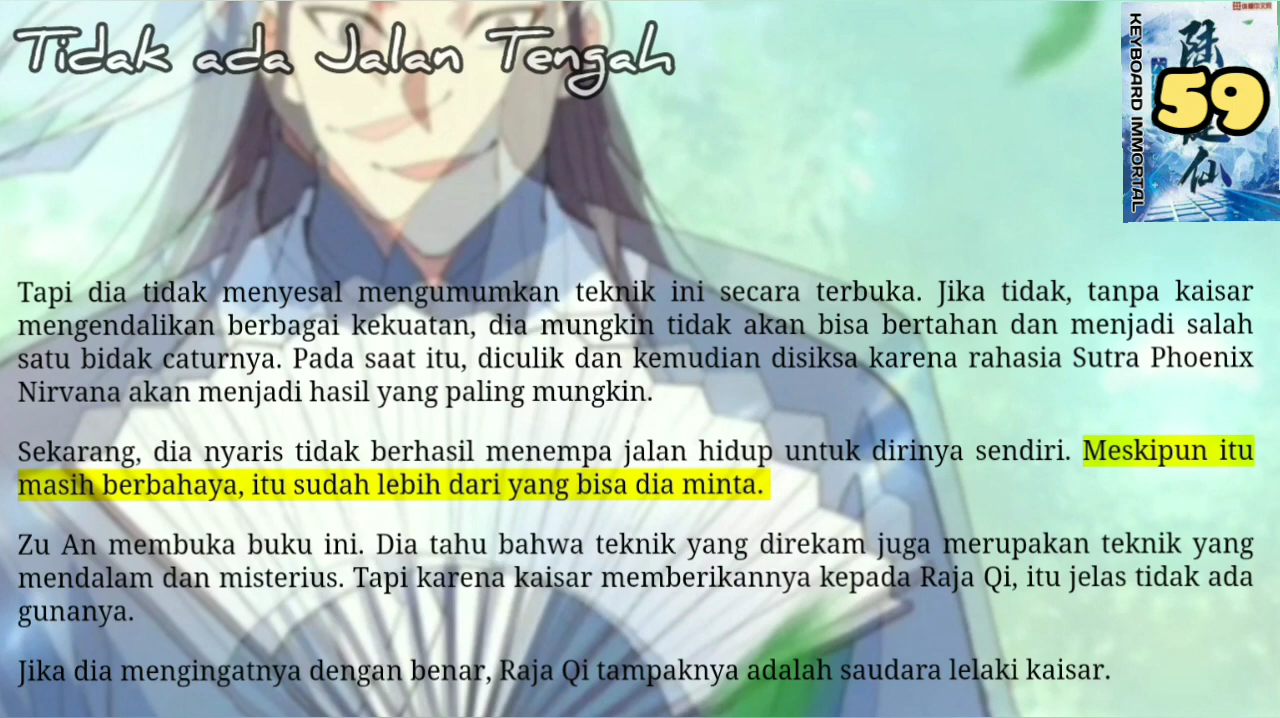 Tidak ada Jalan Tengah
KEYBOARD IMMORTAL
59
Tapi dia tidak menyesal mengumumkan teknik ini secara terbuka. Jika tidak, tanpa kaisar
mengendalikan berbagai kekuatan, dia mungkin tidak akan bisa bertahan dan menjadi salah
satu bidak caturnya. Pada saat itu, diculik dan kemudian disiksa karena rahasia Sutra Phoenix
Nirvana akan menjadi hasil yang paling mungkin.
Sekarang, dia nyaris tidak berhasil menempa jalan hidup untuk dirinya sendiri. Meskipun itu
masih berbahaya, itu sudah lebih dari yang bisa dia minta.
Zu An membuka buku ini. Dia tahu bahwa teknik yang direkam juga merupakan teknik yang
mendalam dan misterius. Tapi karena kaisar memberikannya kepada Raja Qi, itu jelas tidak ada
gunanya.
Jika dia mengingatnya dengan benar, Raja Qi tampaknya adalah saudara lelaki kaisar.